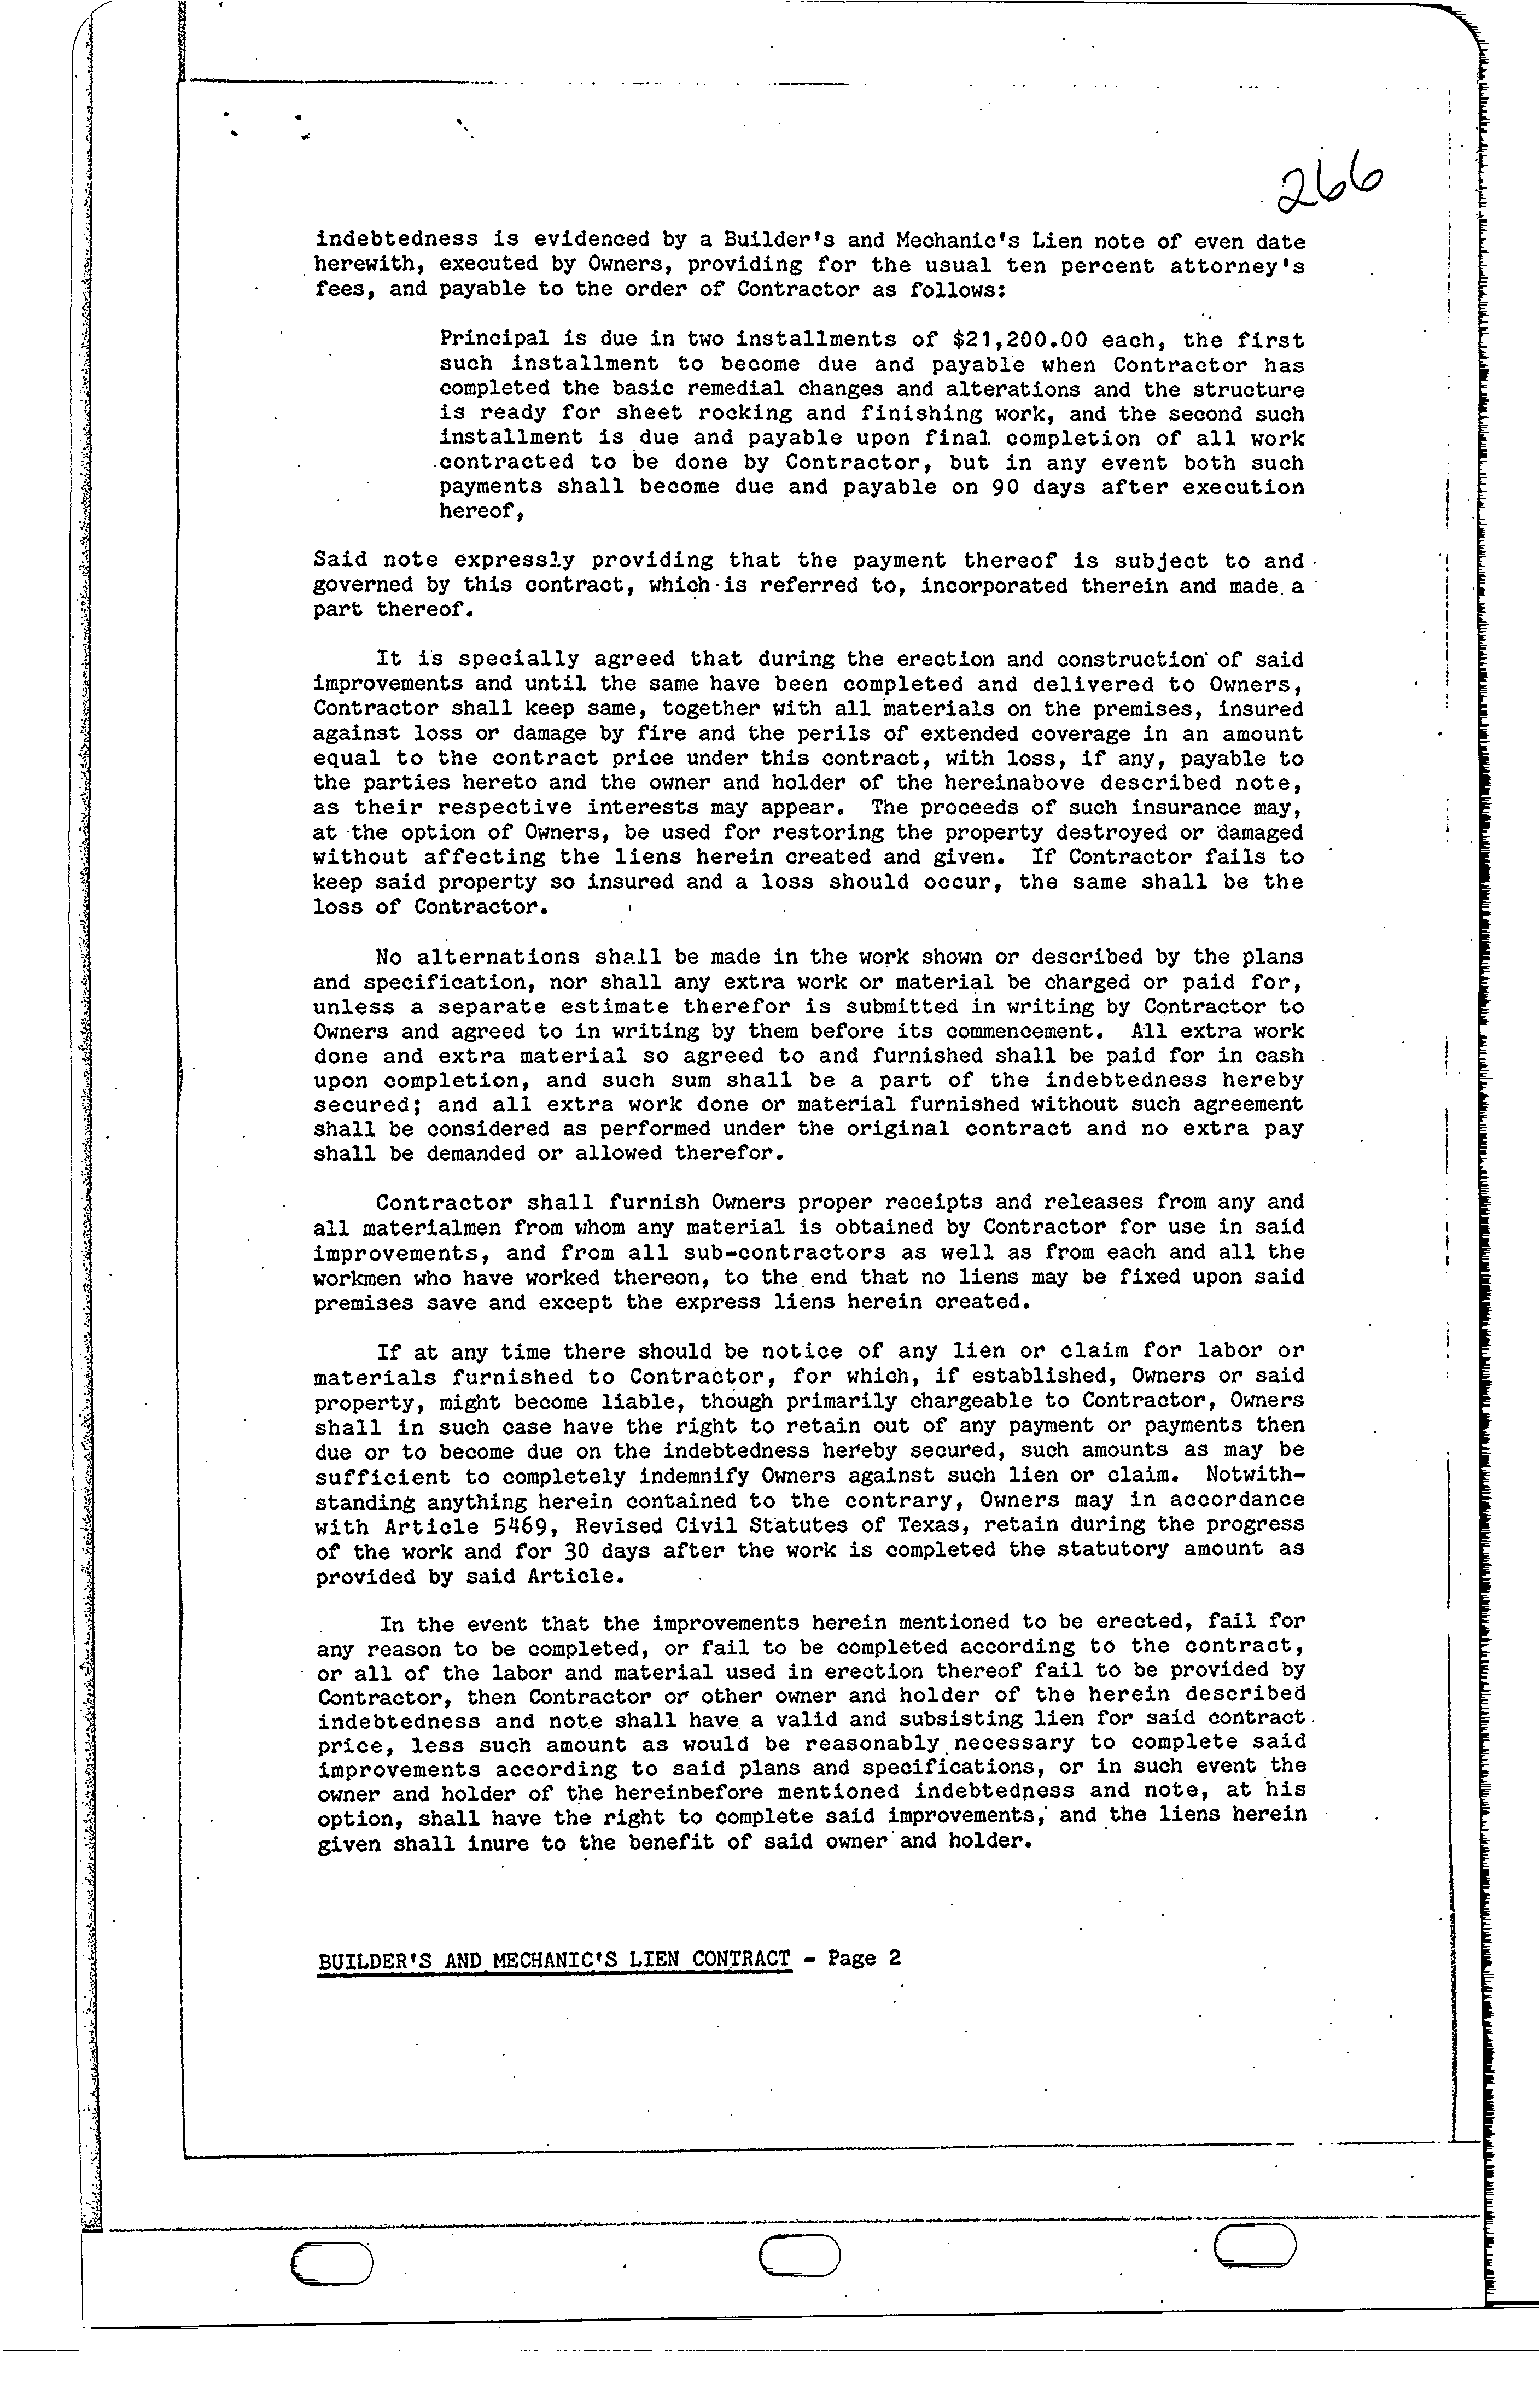 266
indebtedness is evidenced by a Builder's and Mechanic's Lien note of even date
herewith, executed by Owners, providing for the usual ten percent attorney's
fees, and payable to the order of Contractor as follows:
Principal is due in two installments of $21,200.00 each, the first
such installment to become due and payable when Contractor has
completed the basic remedial changes and alterations and the structure
is ready for sheet rocking and finishing work, and the second such
installment is due and payable upon final completion of all work
contracted to be done by Contractor, but in any event both such
payments shall become due and payable on 90 days after execution
hereof,
Said note expressly providing that the payment thereof is subject to and
governed by this contract, which is referred to, incorporated therein and made a
part thereof.
It is specially agreed that during the erection and construction of said
improvements and until the same have been completed and delivered to Owners,
Contractor shall keep same, together with all materials on the premises, insured
against loss or damage by fire and the perils of extended coverage in an amount
equal to the contract price under this contract, with loss, if any, payable to
the parties hereto and the owner and holder of the hereinabove described note,
as their respective interests may appear. The proceeds of such insurance may,
at the option of Owners, be used for restoring the property destroyed or damaged
without affecting the liens herein created and given. If Contractor fails to
keep said property so insured and a loss should occur, the same shall be the
loss of Contractor.
No alternations shall be made in the work shown or described by the plans
and specification, nor shall any extra work or material be charged or paid for,
unless a separate estimate therefor is submitted in writing by Contractor to
Owners and agreed to in writing by them before its commencement. All extra work
done and extra material so agreed to and furnished shall be paid for in cash
upon completion, and such sum shall be a part of the indebtedness hereby
secured; and all extra work done or material furnished without such agreement
shall be considered as performed under the original contract and no extra pay
shall be demanded or allowed therefor.
Contractor shall furnish Owners proper receipts and releases from any and
all materialmen from whom any material is obtained by Contractor for use in said
improvements, and from all sub-contractors as well as from each and all the
workmen who have worked thereon, to the end that no liens may be fixed upon said
premises save and except the express liens herein created.
If at any time there should be notice of any lien or claim for labor or
materials furnished to Contractor, for which, if established, Owners or said
property, might become liable, though primarily chargeable to Contractor, Owners
shall in such case have the right to retain out of any payment or payments then
due or to become due on the indebtedness hereby secured, such amounts as may be
sufficient to completely indemnify Owners against such lien or claim. Notwith-
standing anything herein contained to the contrary, Owners may in accordance
with Article 5469, Revised Civil Statutes of Texas, retain during the progress
of the work and for 30 days after the work is completed the statutory amount as
provided by said Article.
In the event that the improvements herein mentioned to be erected, fail for
any reason to be completed, or fail to be completed according to the contract,
or all of the labor and material used in erection thereof fail to be provided by
Contractor, then Contractor or other owner and holder of the herein described
indebtedness and note shall have a valid and subsisting lien for said contract
price, less such amount as would be reasonably necessary to complete said
improvements according to said plans and specifications, or in such event the
owner and holder of the hereinbefore mentioned indebtedness and note, at his
option, shall have the right to complete said improvements, and the liens herein
given shall inure to the benefit of said owner and holder.
BUILDER'S AND MECHANIC'S LIEN CONTRACT - Page 2